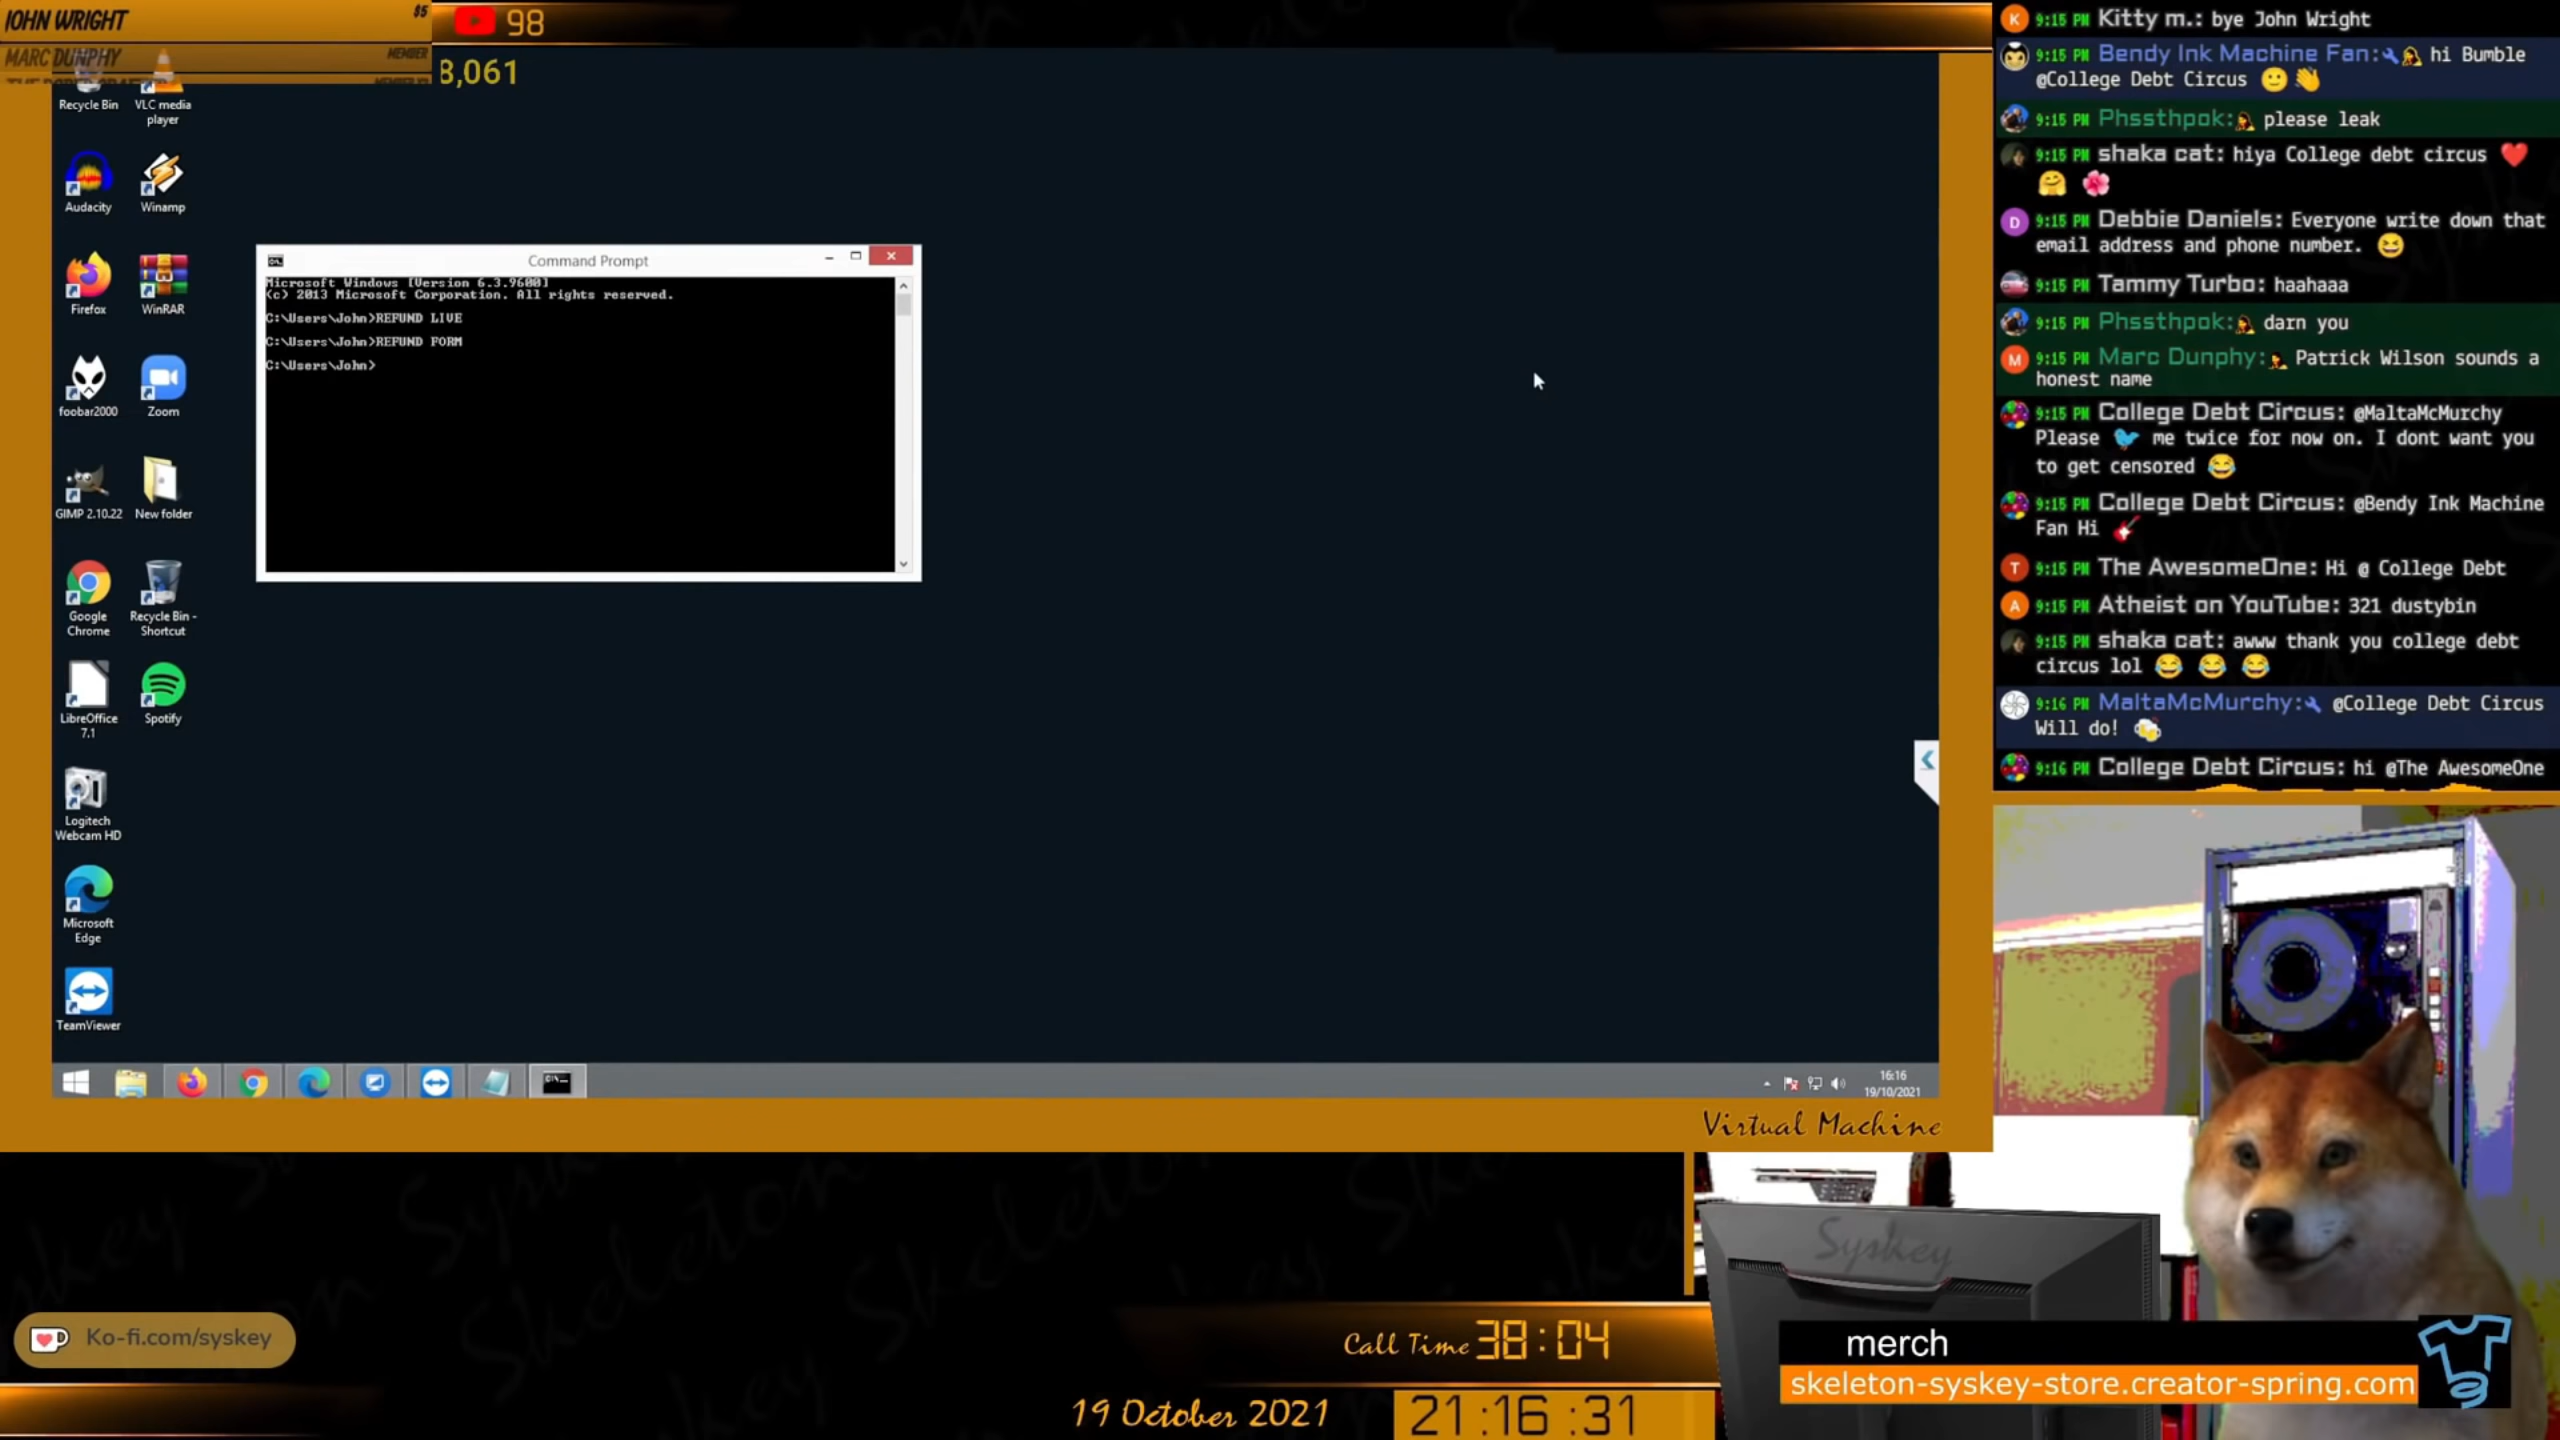 JOHN WRIGHT
$5
MARC DUNPHY
MEMBER
98
8,061
Recycle Bin
VLC media
player
Audacity
Winamp
Firefox
WinRAR
foobar2000
Zoom
GIMP 2.10.22
New folder
Google
Chrome
Recycle Bin -
Shortcut
LibreOffice
7.1
Spotify
Logitech
Webcam HD
Microsoft
Edge
TeamViewer
Command Prompt
Microsoft Windows [Version 6.3.9600]
(c) 2013 Microsoft Corporation. All rights reserved.
C:\Users\John>REFUND LIVE
C:\Users\John>REFUND FORM
C:\Users\John>
16:16
19/10/2021
Virtual Machine
9:15 PM Kitty m.: bye John Wright
9:15 PM Bendy Ink Machine Fan: hi Bumble
@College Debt Circus
9:15 PM Phssthpok: please leak
9:15 PM shaka cat: hiya College debt circus
9:15 PM Debbie Daniels: Everyone write down that
email address and phone number.
9:15 PM Tammy Turbo: haahaaa
9:15 PM Phssthpok: darn you
9:15 PM Marc Dunphy: Patrick Wilson sounds a
honest name
9:15 PM College Debt Circus: @MaltaMcMurchy
Please me twice for now on. I dont want you
to get censored
9:15 PM College Debt Circus: @Bendy Ink Machine
Fan Hi
9:15 PM The AwesomeOne: Hi @ College Debt
9:15 PM Atheist on YouTube: 321 dustybin
9:15 PM shaka cat: awww thank you college debt
circus lol
9:16 PM MaltaMcMurchy: @College Debt Circus
Will do!
9:16 PM College Debt Circus: hi @The AwesomeOne
Syskey
Ko-fi.com/syskey
Call Time 38:04
19 October 2021
21:16:31
merch
skeleton-syskey-store.creator-spring.com